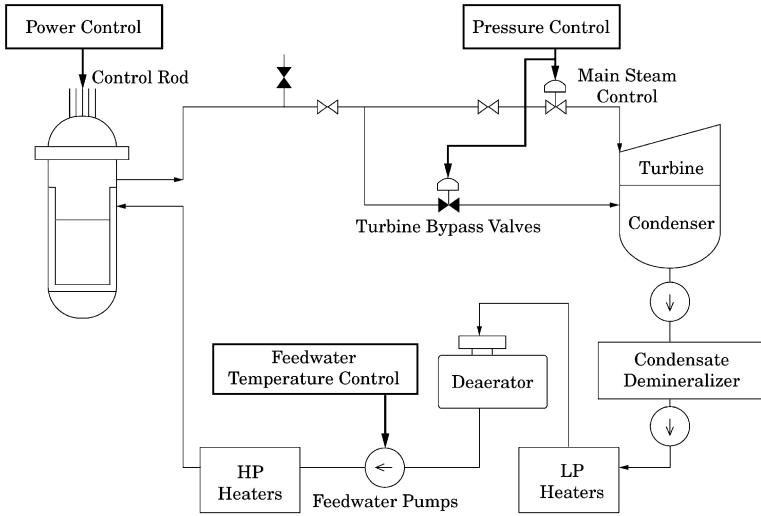 Power Control
Pressure Control
Control Rod
Main Steam
Control
Turbine
Condenser
Turbine Bypass Valves
Feedwater
Temperature Control
Deaerator
Condensate
Demineralizer
HP
Heaters
Feedwater Pumps
LP
Heaters